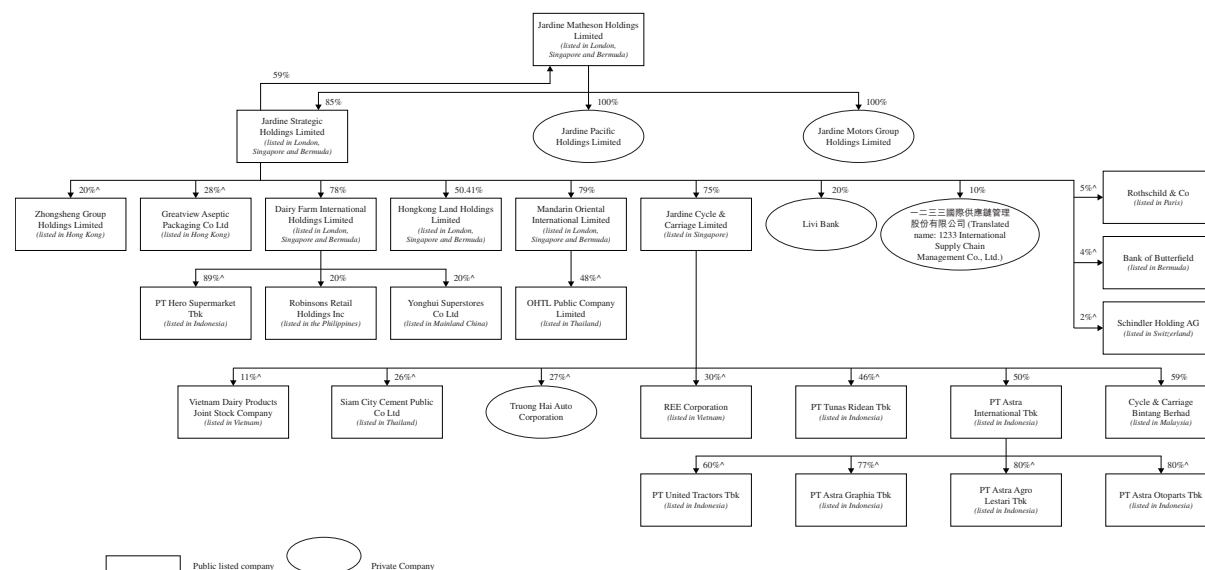 Jardine Matheson Holdings
Limited
(listed in London,
Singapore and Bermuda)
59%
85%
100%
100%
Jardine Strategic
Holdings Limited
(listed in London,
Singapore and Bermuda)
Jardine Pacific
Holdings Limited
Jardine Motors Group
Holdings Limited
20%^
28%^
78%
50.41%
79%
75%
20%
10%
5%^
Zhongsheng Group
Holdings Limited
(listed in Hong Kong)
Greatview Aseptic
Packaging Co Ltd
(listed in Hong Kong)
Dairy Farm International
Holdings Limited
(listed in London,
Singapore and Bermuda)
Hongkong Land Holdings
Limited
(listed in London,
Singapore and Bermuda)
Mandarin Oriental
International Limited
(listed in London,
Singapore and Bermuda)
Jardine Cycle &
Carriage Limited
(listed in Singapore)
Livi Bank
一二三三國際供應鏈管理
股份有限公司 (Translated
name: 1233 International
Supply Chain
Management Co., Ltd.)
Rothschild & Co
(listed in Paris)
4%^
Bank of Butterfield
(listed in Bermuda)
2%^
Schindler Holding AG
(listed in Switzerland)
89%^
20%
20%^
48%^
PT Hero Supermarket
Tbk
(listed in Indonesia)
Robinsons Retail
Holdings Inc
(listed in the Philippines)
Yonghui Superstores
Co Ltd
(listed in Mainland China)
OHTL Public Company
Limited
(listed in Thailand)
11%^
26%^
27%^
30%^
46%^
50%
59%
Vietnam Dairy Products
Joint Stock Company
(listed in Vietnam)
Siam City Cement Public
Co Ltd
(listed in Thailand)
Truong Hai Auto
Corporation
REE Corporation
(listed in Vietnam)
PT Tunas Ridean Tbk
(listed in Indonesia)
PT Astra
International Tbk
(listed in Indonesia)
Cycle & Carriage
Bintang Berhad
(listed in Malaysia)
60%^
77%^
80%^
80%^
PT United Tractors Tbk
(listed in Indonesia)
PT Astra Graphia Tbk
(listed in Indonesia)
PT Astra Agro
Lestari Tbk
(listed in Indonesia)
PT Astra Otoparts Tbk
(listed in Indonesia)
Public listed company
Private Company